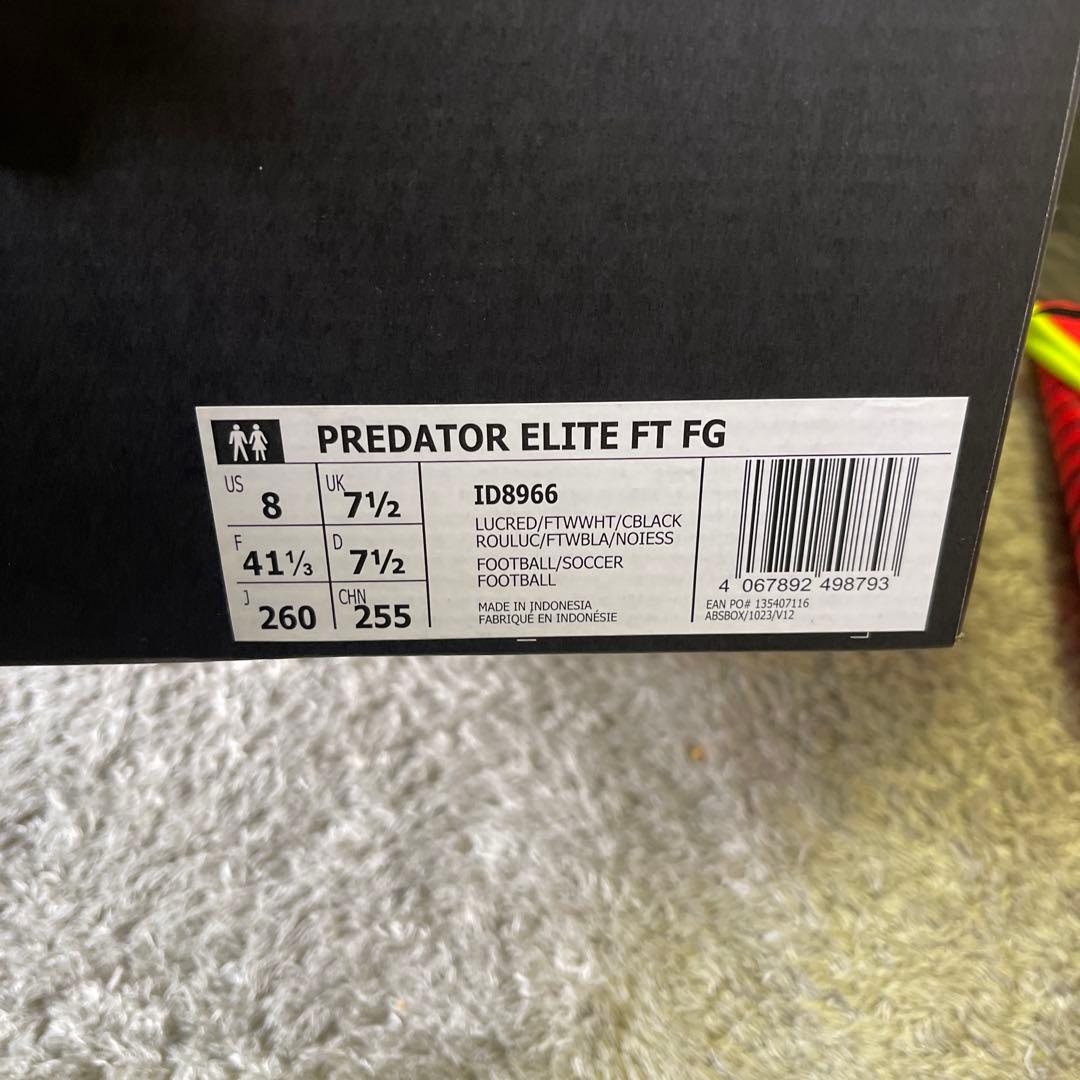 PREDATOR ELITE FT FG
US 8 UK 7½
F 41⅓ D 7½
J 260 CHN 255
ID8966
LUCRED/FTWWHT/CBLACK
ROULUC/FTWBLA/NOIESS
FOOTBALL/SOCCER
FOOTBALL
MADE IN INDONESIA
FABRIQUÉ EN INDONÉSIE
4 067892 498793
EAN PO# 135407116
ABSBOX/1023/V12